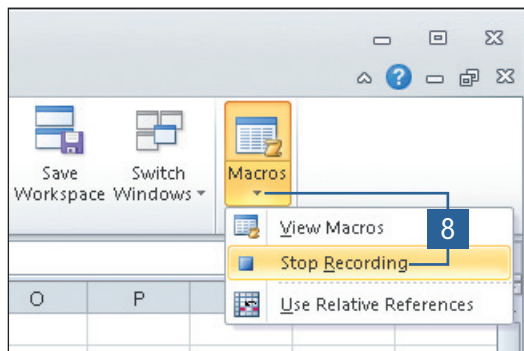 Save Workspace
Switch Windows
Macros
View Macros
8
Stop Recording
Use Relative References
O P